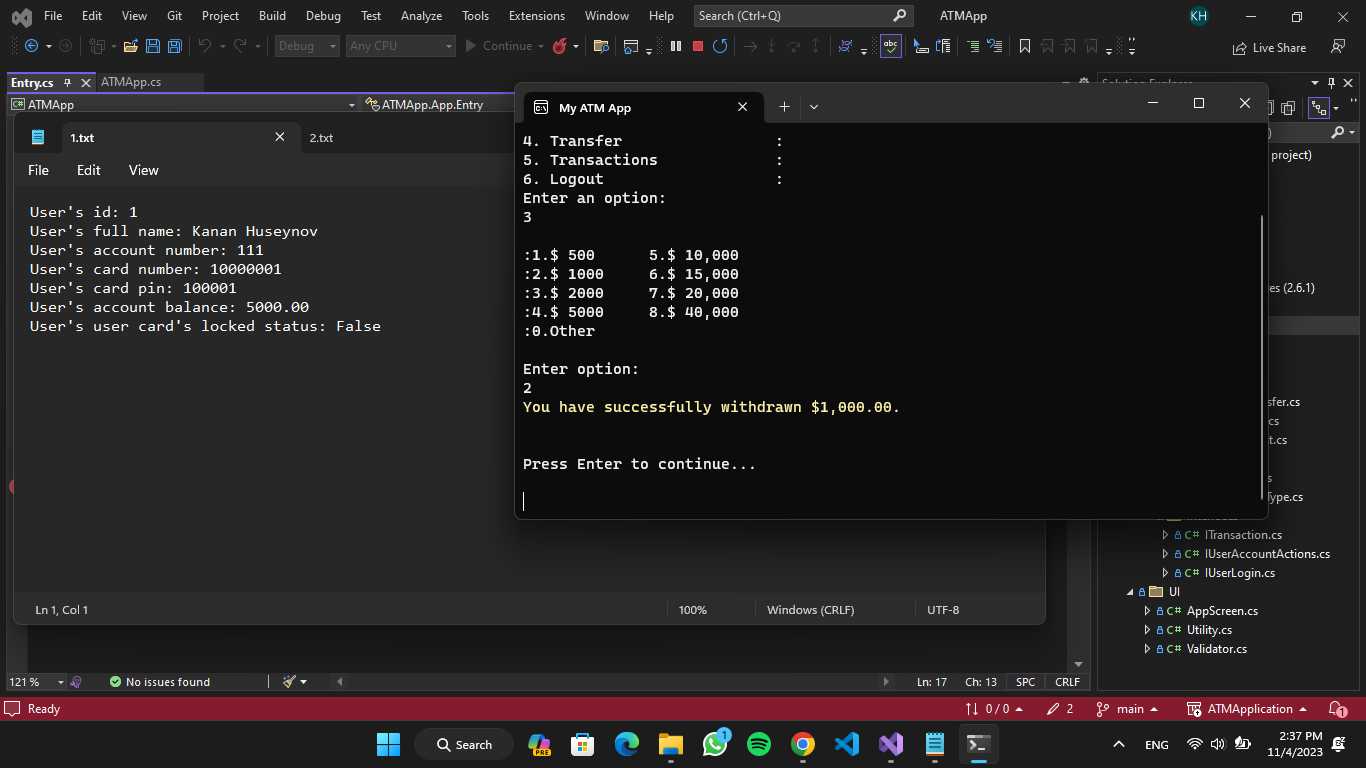 File Edit View Git Project Build Debug Test Analyze Tools Extensions Window Help Search (Ctrl+Q) ATMApp KH
Debug Any CPU Continue Live Share
Entry.cs ATMApp.cs
ATMApp ATMApp.App.Entry
1.txt 2.txt
File Edit View
User's id: 1
User's full name: Kanan Huseynov
User's account number: 111
User's card number: 10000001
User's card pin: 100001
User's account balance: 5000.00
User's user card's locked status: False
Ln 1, Col 1 100% Windows (CRLF) UTF-8
My ATM App
4. Transfer :
5. Transactions :
6. Logout :
Enter an option:
3
:1.$ 500 5.$ 10,000
:2.$ 1000 6.$ 15,000
:3.$ 2000 7.$ 20,000
:4.$ 5000 8.$ 40,000
:0.Other
Enter option:
2
You have successfully withdrawn $1,000.00.
Press Enter to continue...
Solution Explorer
project)
es (2.6.1)
sfer.cs
cs
t.cs
s
Type.cs
C# ITransaction.cs
C# IUserAccountActions.cs
C# IUserLogin.cs
UI
C# AppScreen.cs
C# Utility.cs
C# Validator.cs
121 % No issues found Ln: 17 Ch: 13 SPC CRLF
Ready 0 / 0 2 main ATMApplication 1
Search PRE 1 ENG 2:37 PM
11/4/2023